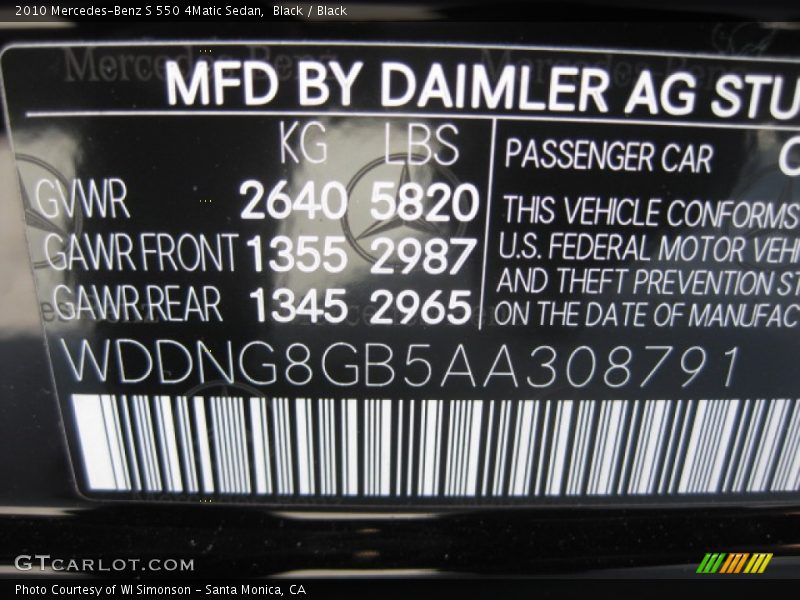 2010 Mercedes-Benz S 550 4Matic Sedan, Black / Black
MFD BY DAIMLER AG STU
KG LBS
GVWR 2640 5820
GAWR FRONT 1355 2987
GAWR REAR 1345 2965
PASSENGER CAR
THIS VEHICLE CONFORMS
U.S. FEDERAL MOTOR VEHI
AND THEFT PREVENTION ST
ON THE DATE OF MANUFAC
WDDNG8GB5AA308791
GTCARLOT.COM
Photo Courtesy of WI Simonson - Santa Monica, CA